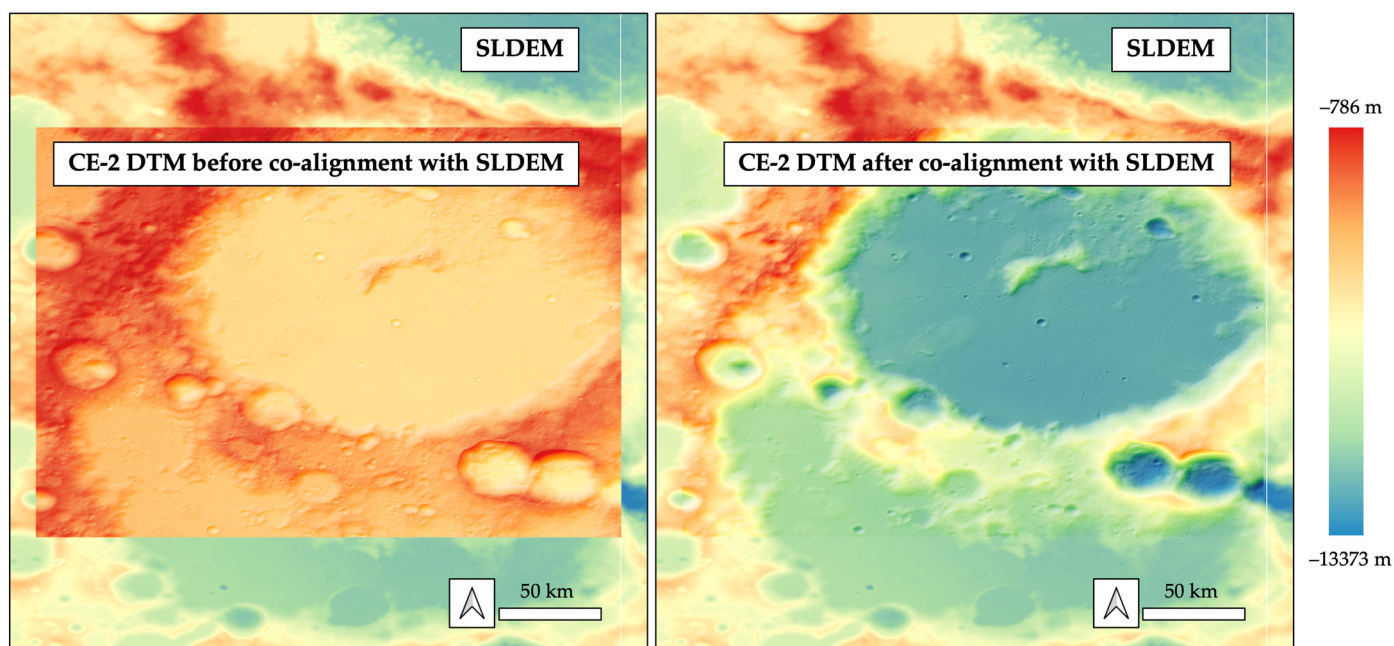 SLDEM
CE-2 DTM before co-alignment with SLDEM
50 km
SLDEM
CE-2 DTM after co-alignment with SLDEM
50 km
–786 m
–13373 m